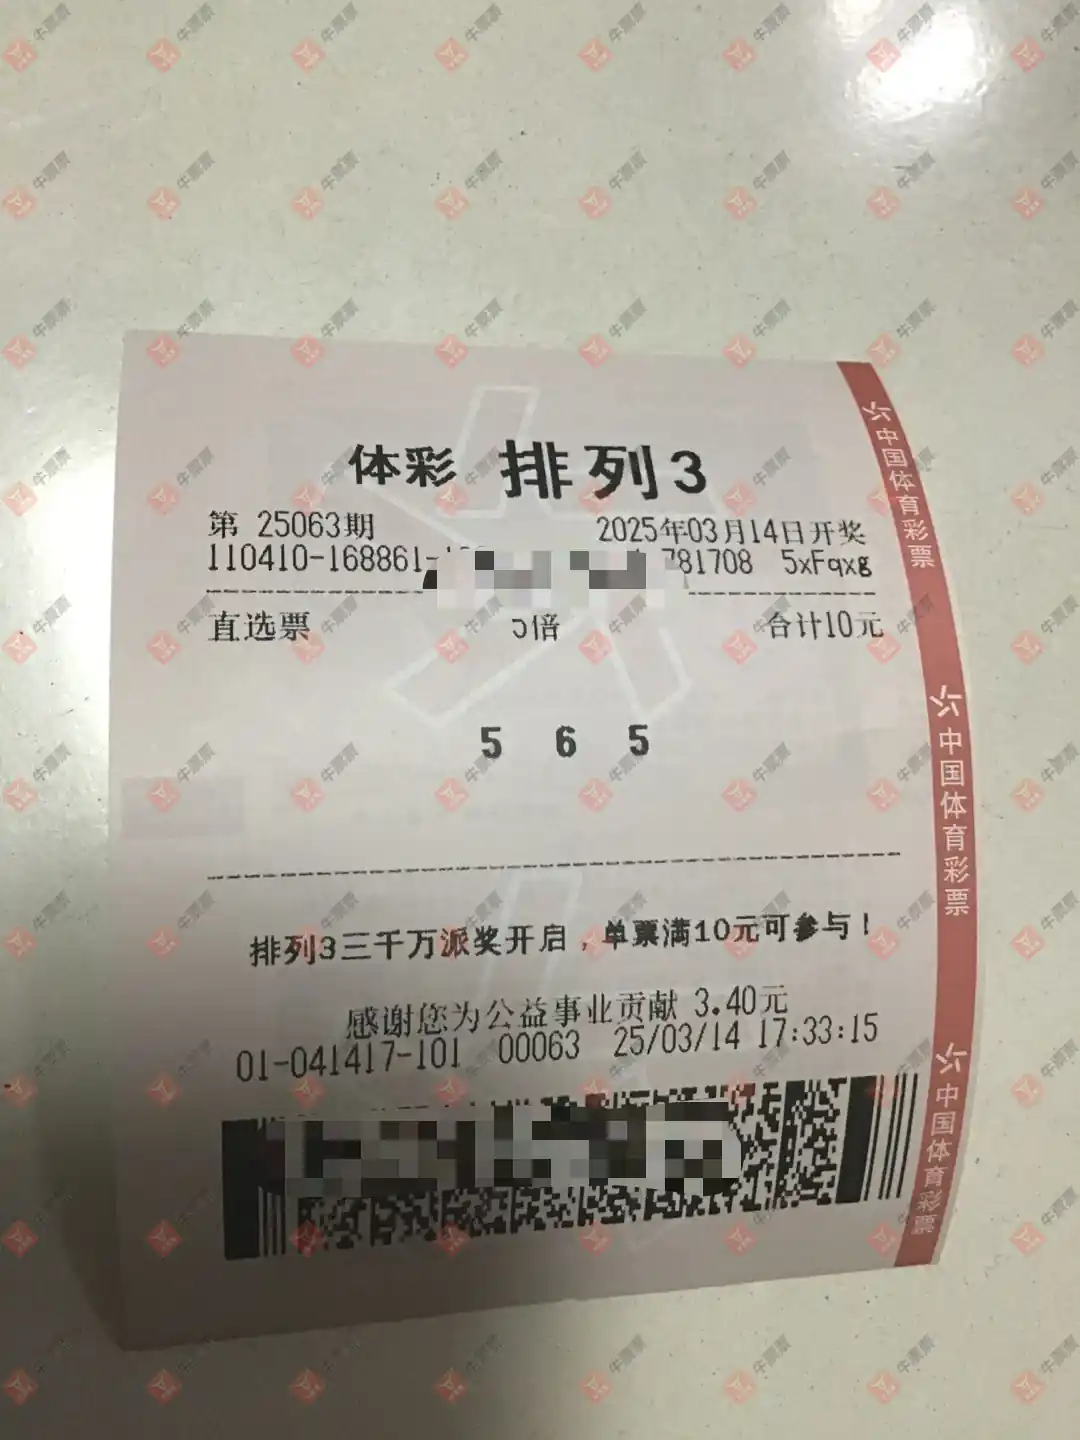 体彩 排列3
第 25063期 2025年03月14日开奖
110410-168861- 781708 5xFqxg
直选票 5倍 合计10元
5 6 5
排列3三千万派奖开启，单票满10元可参与！
感谢您为公益事业贡献 3.40元
01-041417-101 00063 25/03/14 17:33:15
中国体育彩票
中国体育彩票
中国体育彩票
牛票票